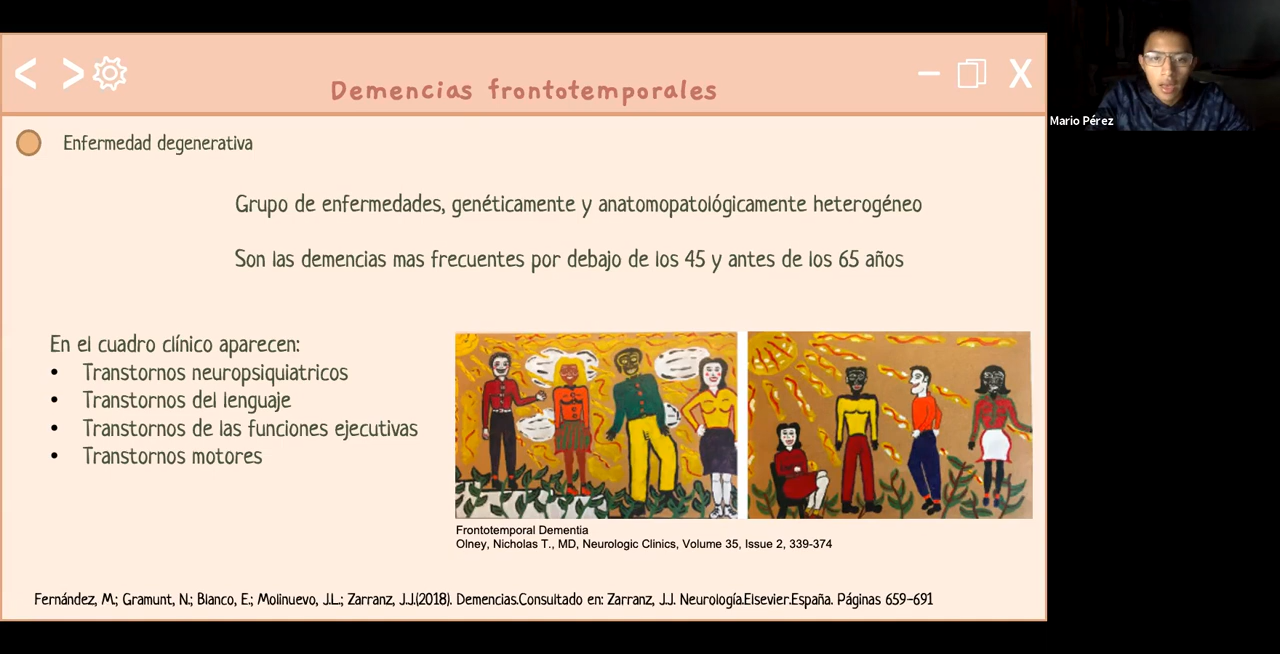 Demencias frontotemporales
Enfermedad degenerativa
Grupo de enfermedades, genéticamente y anatomopatológicamente heterogéneo
Son las demencias mas frecuentes por debajo de los 45 y antes de los 65 años
En el cuadro clínico aparecen:
• Transtornos neuropsiquiatricos
• Transtornos del lenguaje
• Transtornos de las funciones ejecutivas
• Transtornos motores
Frontotemporal Dementia
Olney, Nicholas T., MD, Neurologic Clinics, Volume 35, Issue 2, 339-374
Fernández, M.; Gramunt, N.; Blanco, E.; Molinuevo, J.L.; Zarranz, J.J.(2018). Demencias.Consultado en: Zarranz, J.J. Neurología.Elsevier.España. Páginas 659-691
Mario Pérez